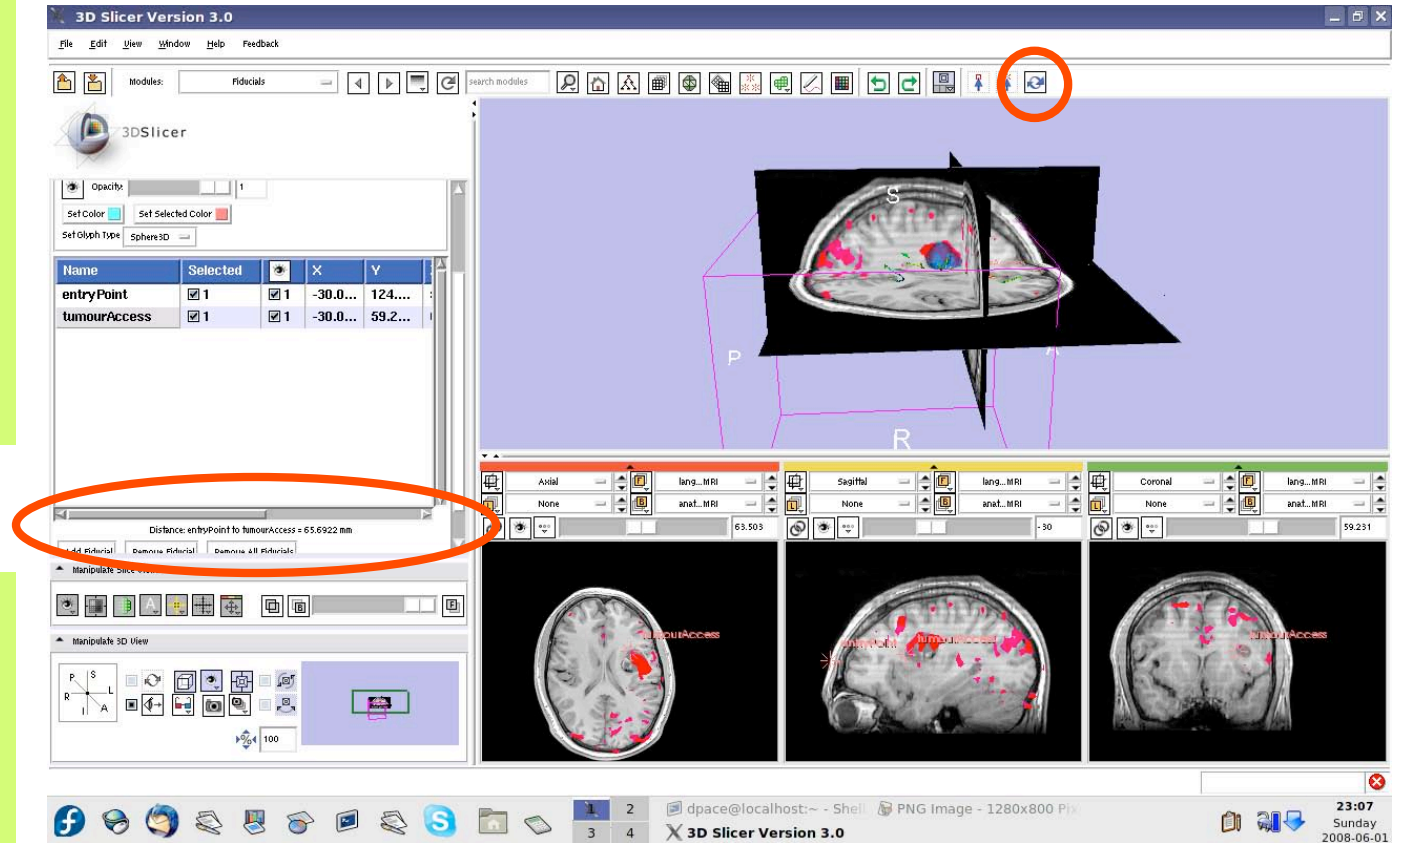 3D Slicer Version 3.0
File Edit View Window Help Feedback
Modules: Fiducials search modules
3DSlicer
Opacity: 1
Set Color Set Selected Color
Set Glyph Type Sphere3D
Name Selected X Y
entryPoint 1 1 -30.0... 124....
tumourAccess 1 1 -30.0... 59.2...
Distance: entryPoint to tumourAccess = 65.6922 mm
Add Fiducial Remove Fiducial Remove All Fiducials
Manipulate Slice
Manipulate 3D View
P S
R L
I A
100
S
P
A
R
Axial F lang...MRI
L None B anat...MRI
63.503
Sagittal F lang...MRI
L None B anat...MRI
-30
Coronal F lang...MRI
L None B anat...MRI
59.231
tumourAccess
entryPoint tumourAccess
tumourAccess
1 2 dpace@localhost:~ - Shell PNG Image - 1280x800 Pix
3 4 3D Slicer Version 3.0
23:07
Sunday
2008-06-01